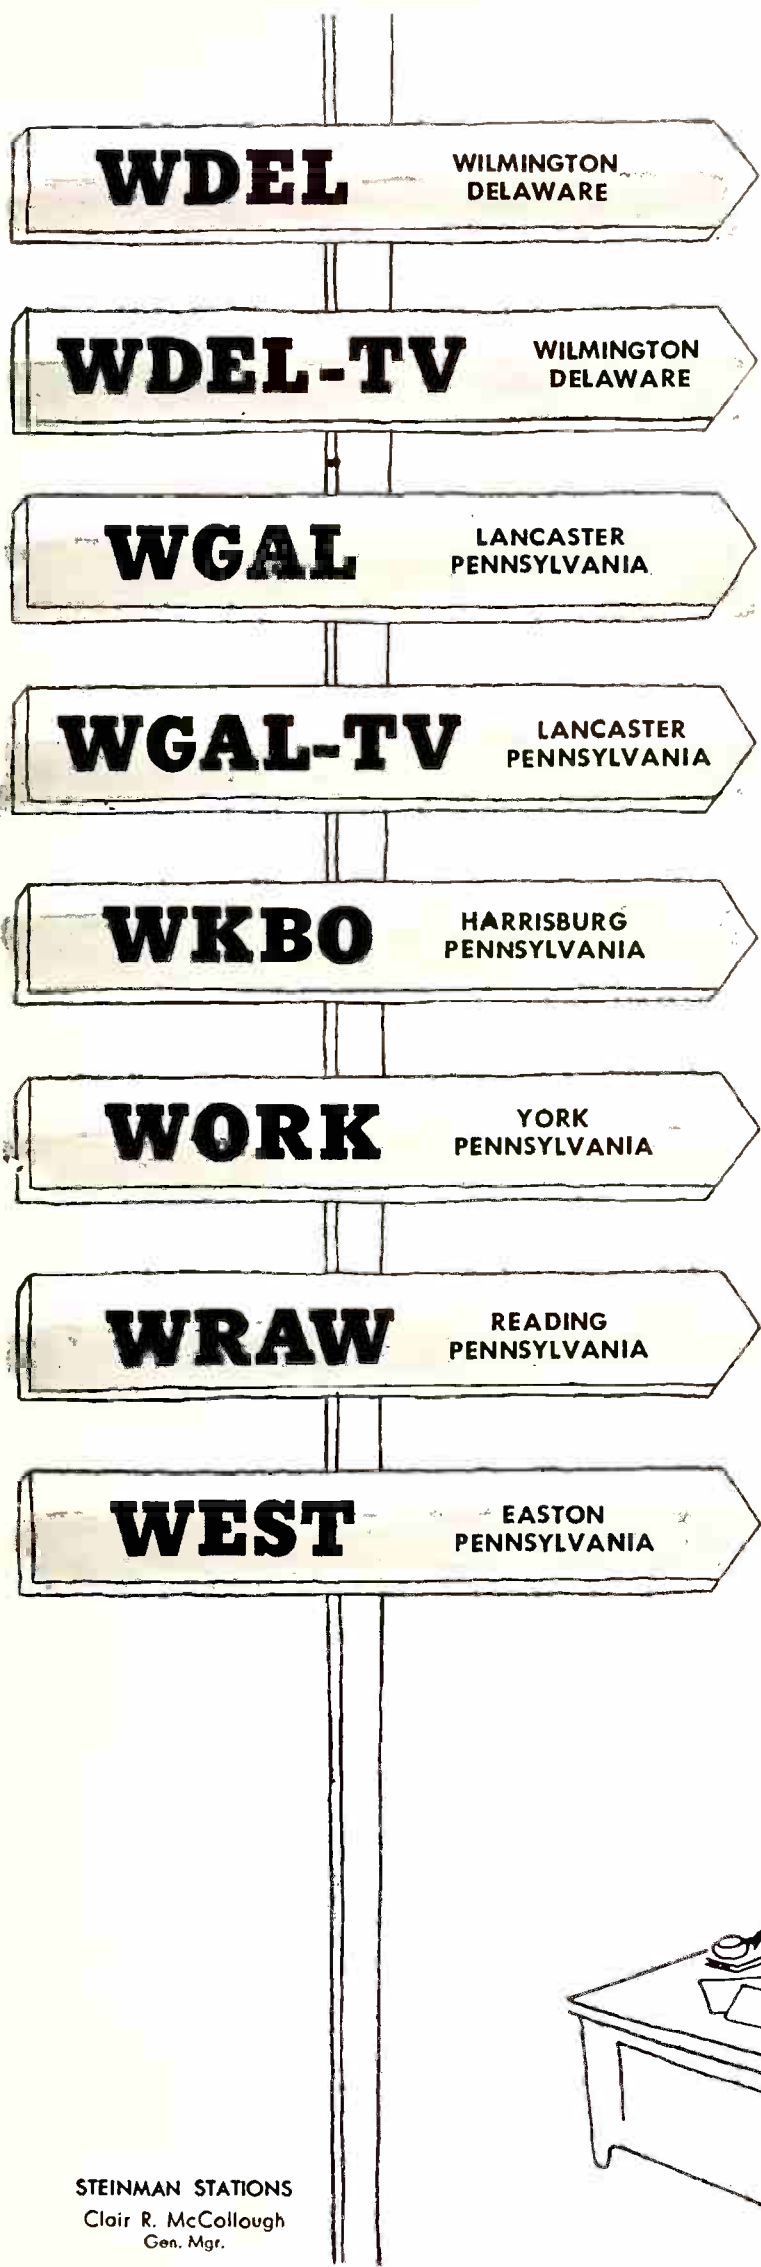 WDEL
WILMINGTON
DELAWARE
WDEL-TV
WILMINGTON
DELAWARE
WGAL
LANCASTER
PENNSYLVANIA
WGAL-TV
LANCASTER
PENNSYLVANIA
WKBO
HARRISBURG
PENNSYLVANIA
WORK
YORK
PENNSYLVANIA
WRAW
READING
PENNSYLVANIA
WEST
EASTON
PENNSYLVANIA
STEINMAN STATIONS
Clair R. McCollough
Gen. Mgr.